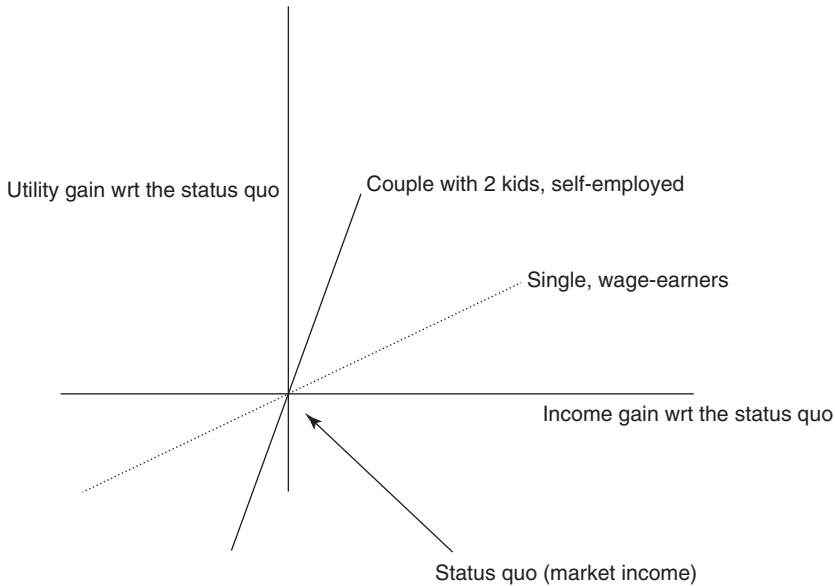 Utility gain wrt the status quo
Couple with 2 kids, self-employed
Single, wage-earners
Income gain wrt the status quo
Status quo (market income)